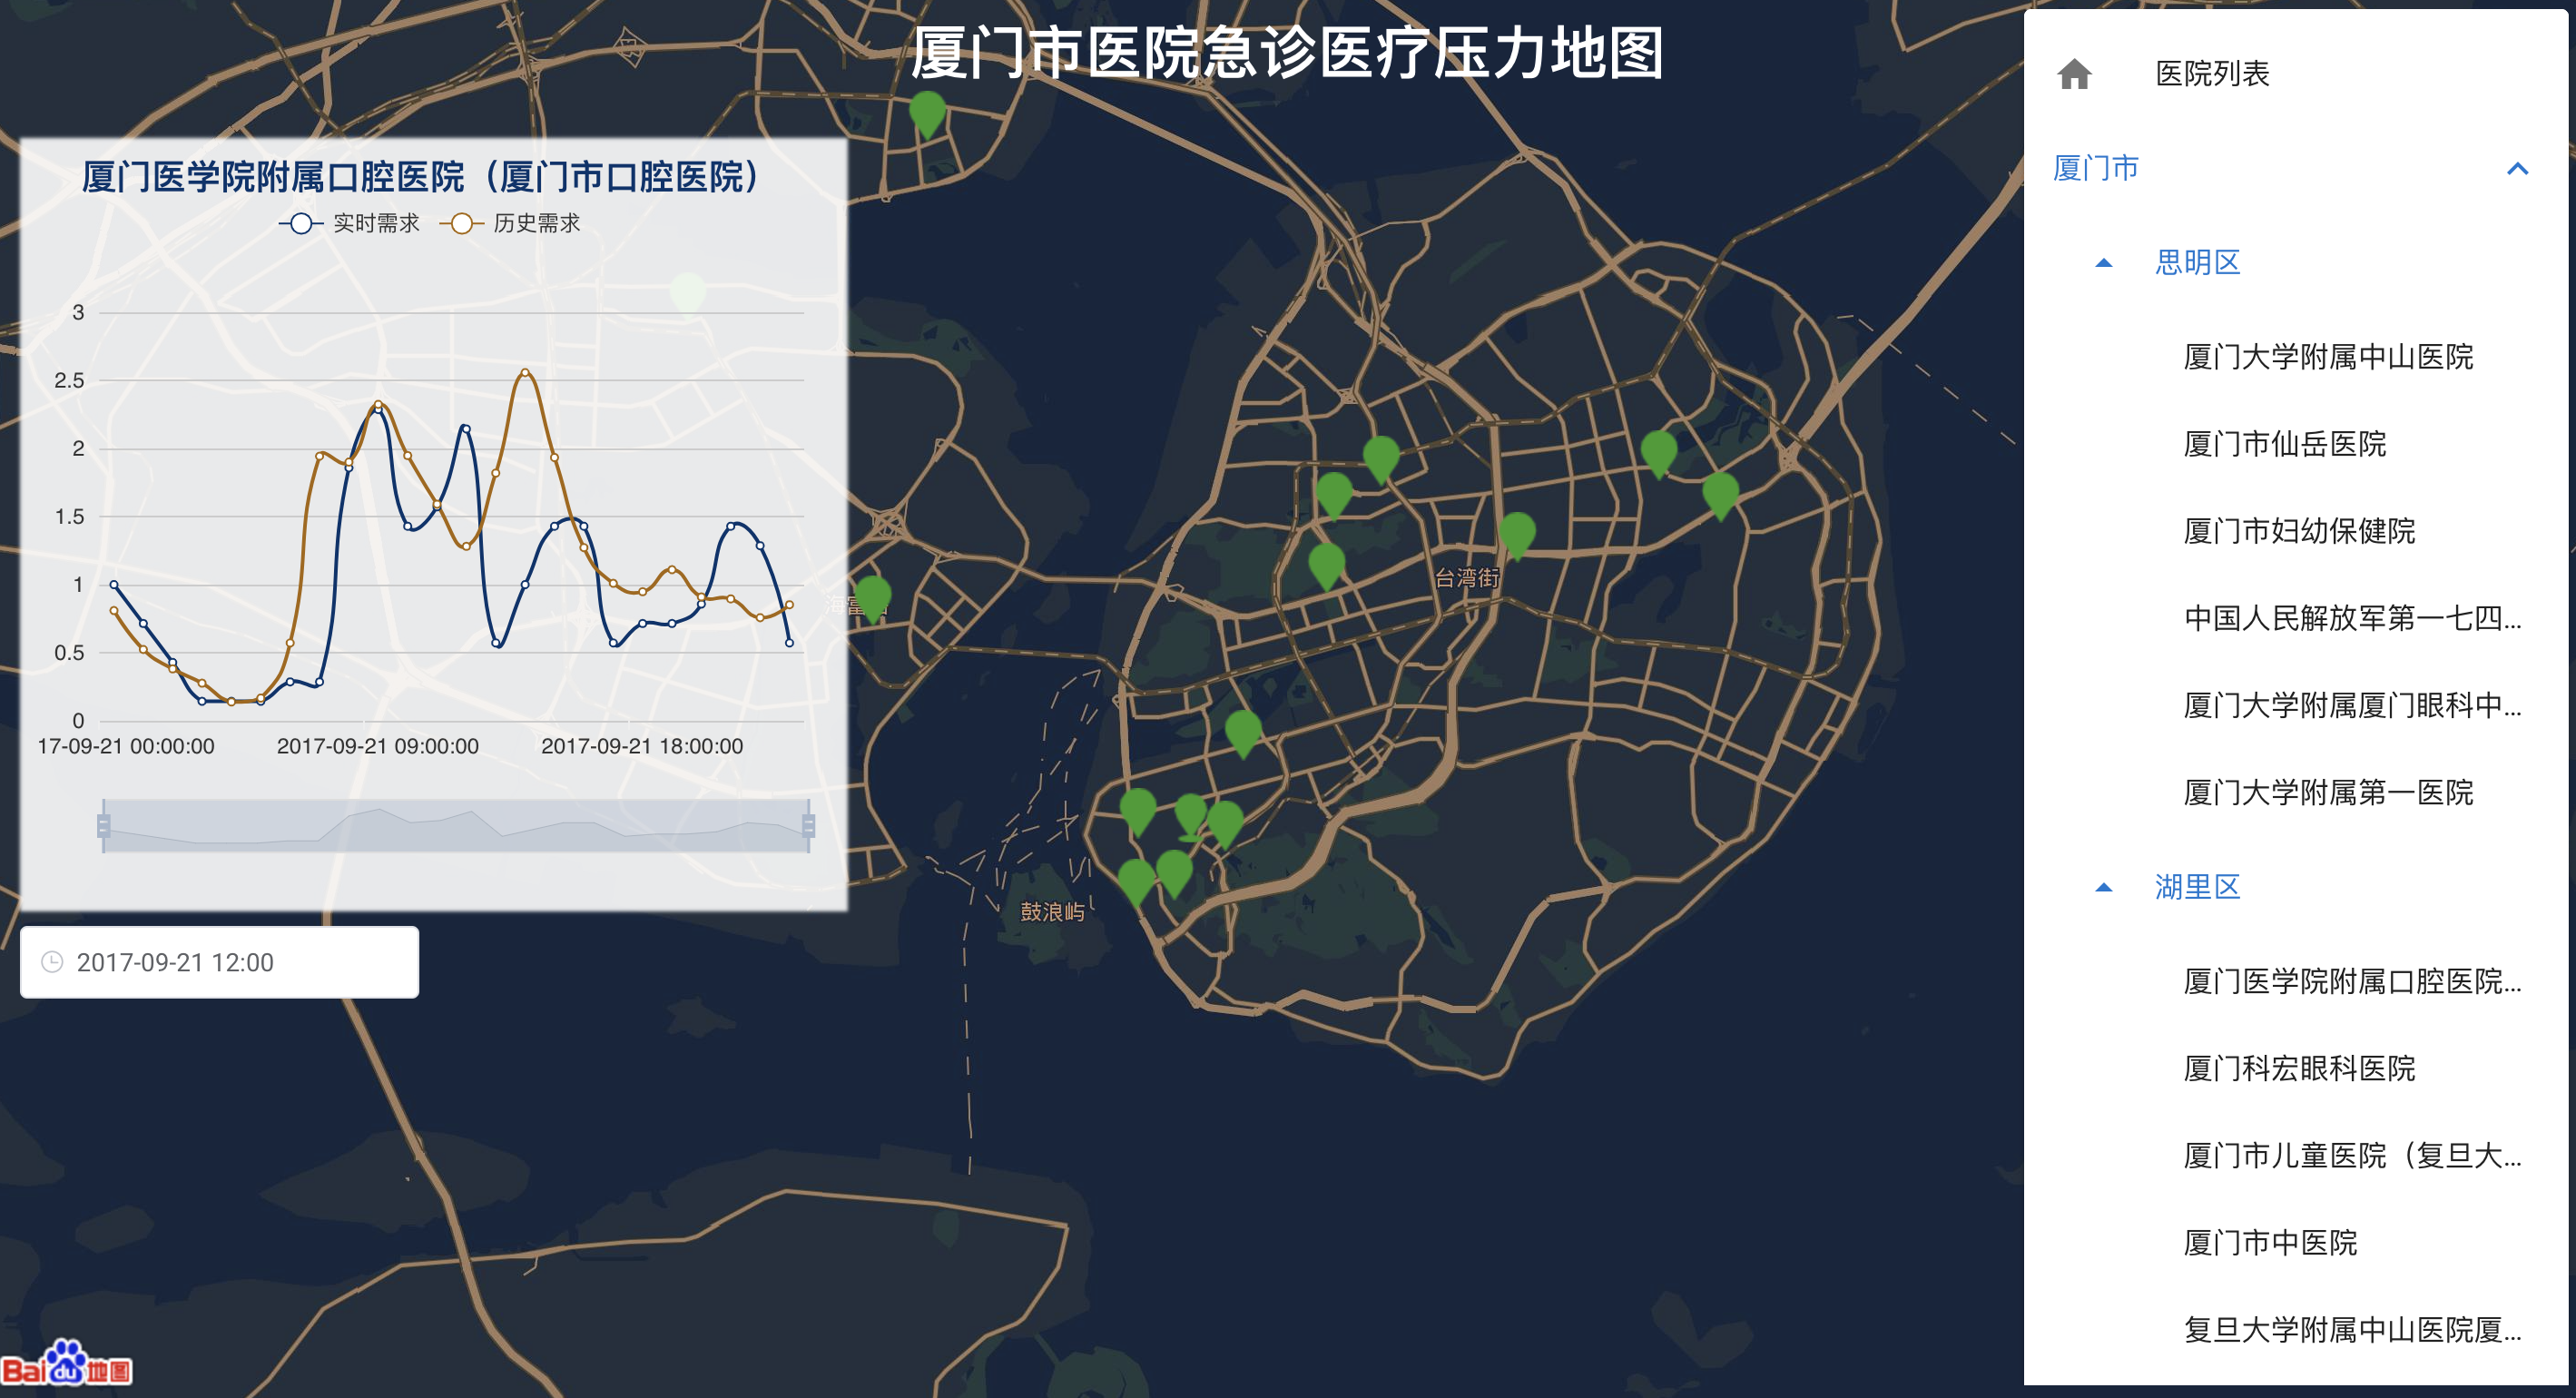 厦门市医院急诊医疗压力地图
厦门医学院附属口腔医院（厦门市口腔医院）
实时需求 历史需求
3
2.5
2
1.5
1
0.5
0
17-09-21 00:00:00 2017-09-21 09:00:00 2017-09-21 18:00:00
2017-09-21 12:00
台湾街
鼓浪屿
Bai du 地图
医院列表
厦门市
思明区
厦门大学附属中山医院
厦门市仙岳医院
厦门市妇幼保健院
中国人民解放军第一七四...
厦门大学附属厦门眼科中...
厦门大学附属第一医院
湖里区
厦门医学院附属口腔医院...
厦门科宏眼科医院
厦门市儿童医院（复旦大...
厦门市中医院
复旦大学附属中山医院厦...